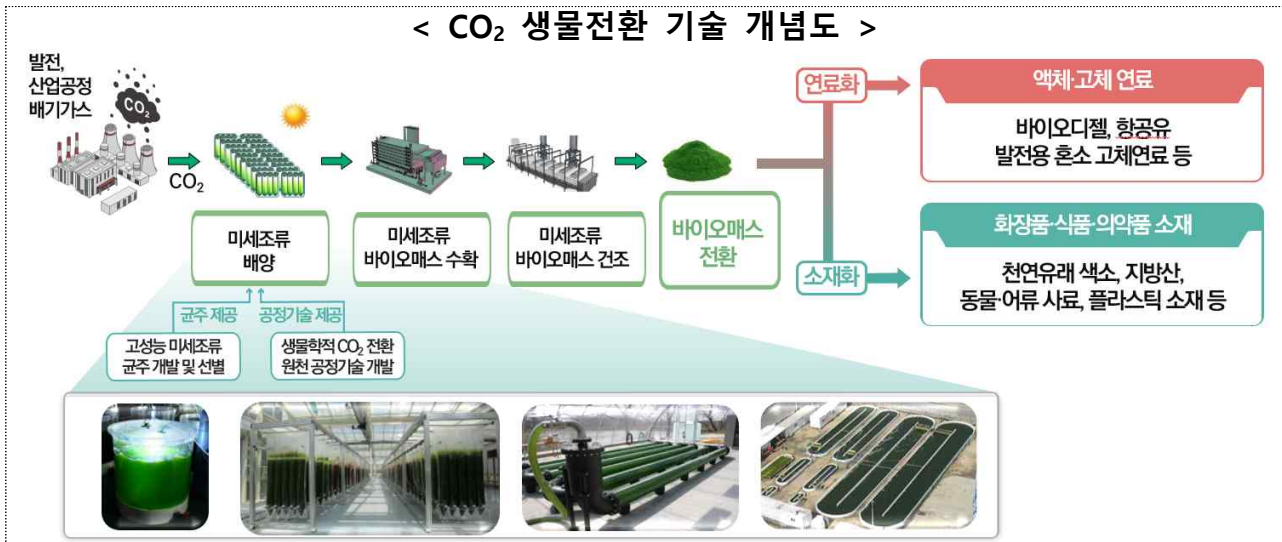 < CO₂ 생물전환 기술 개념도 >
발전,
산업공정
배기가스
CO₂
CO₂
미세조류
배양
미세조류
바이오매스 수확
미세조류
바이오매스 건조
바이오매스
전환
균주 제공
공정기술 제공
고성능 미세조류
균주 개발 및 선별
생물학적 CO₂ 전환
원천 공정기술 개발
연료화
액체·고체 연료
바이오디젤, 항공유
발전용 혼소 고체연료 등
소재화
화장품·식품·의약품 소재
천연유래 색소, 지방산,
동물·어류 사료, 플라스틱 소재 등